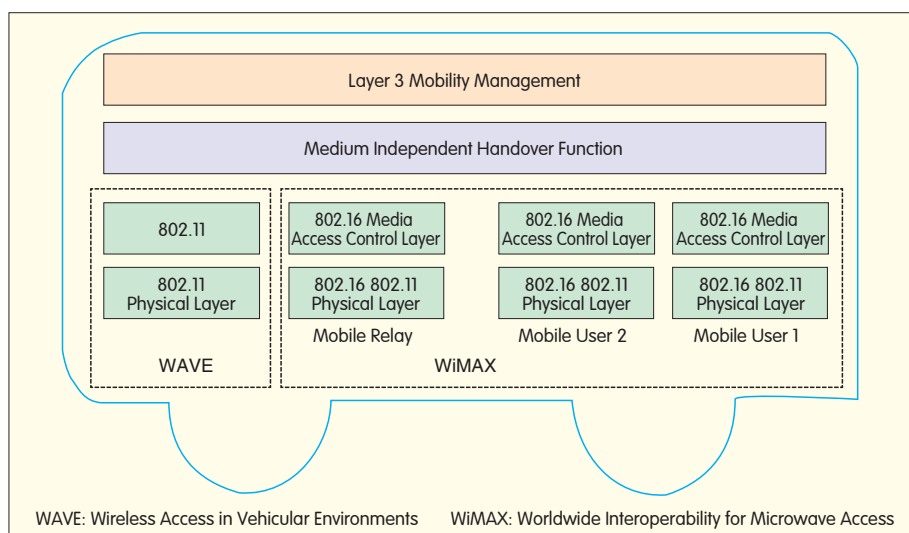 Layer 3 Mobility Management
Medium Independent Handover Function
802.11
802.11
Physical Layer
WAVE
802.16 Media
Access Control Layer
802.16 802.11
Physical Layer
Mobile Relay
802.16 Media
Access Control Layer
802.16 802.11
Physical Layer
Mobile User 2
802.16 Media
Access Control Layer
802.16 802.11
Physical Layer
Mobile User 1
WiMAX
WAVE: Wireless Access in Vehicular Environments
WiMAX: Worldwide Interoperability for Microwave Access